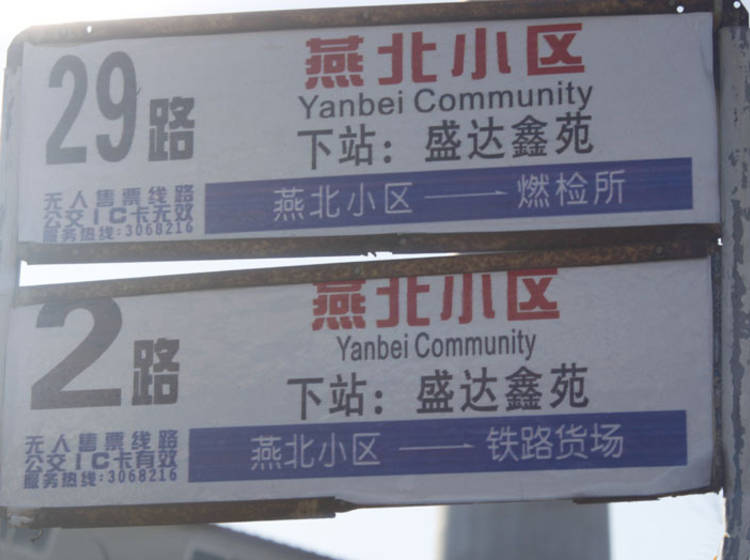 29路
燕北小区
Yanbei Community
下站：盛达鑫苑
燕北小区——燃检所
无人售票线路
公交IC卡无效
服务热线:3068216
2路
燕北小区
Yanbei Community
下站：盛达鑫苑
燕北小区——铁路货场
无人售票线路
公交IC卡有效
服务热线:3068216